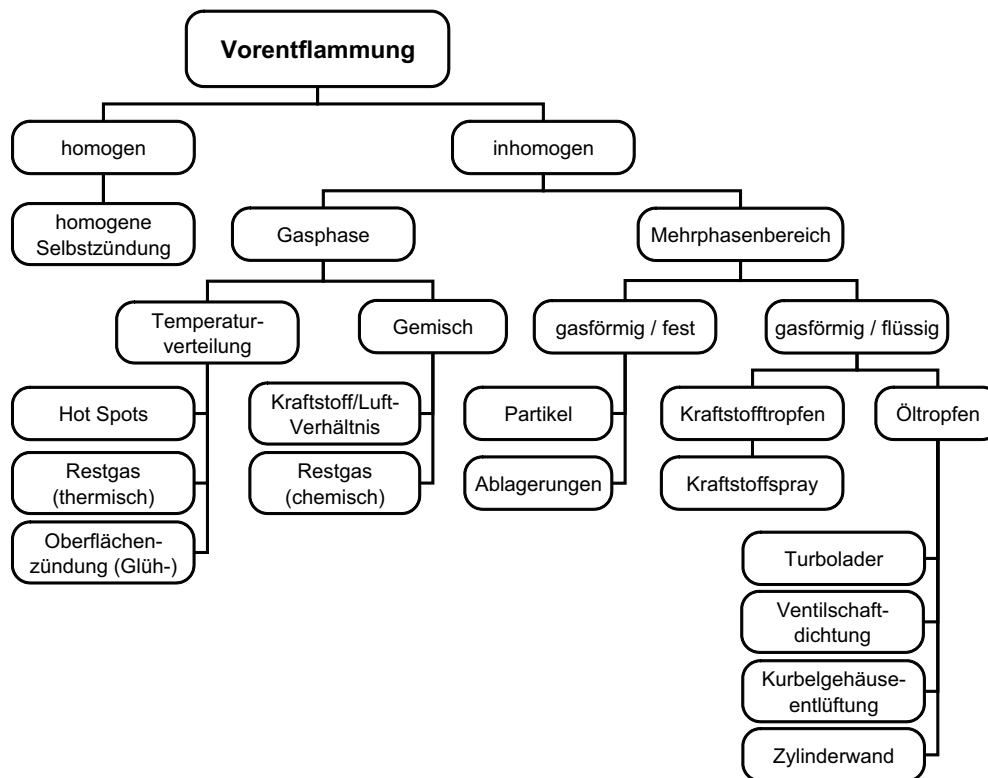 Vorentflammung
homogen
inhomogen
homogene
Selbstzündung
Gasphase
Mehrphasenbereich
Temperatur-
verteilung
Gemisch
gasförmig / fest
gasförmig / flüssig
Hot Spots
Kraftstoff/Luft-
Verhältnis
Partikel
Kraftstofftropfen
Öltropfen
Restgas
(thermisch)
Restgas
(chemisch)
Ablagerungen
Kraftstoffspray
Oberflächen-
zündung (Glüh-)
Turbolader
Ventilschaft-
dichtung
Kurbelgehäuse-
entlüftung
Zylinderwand